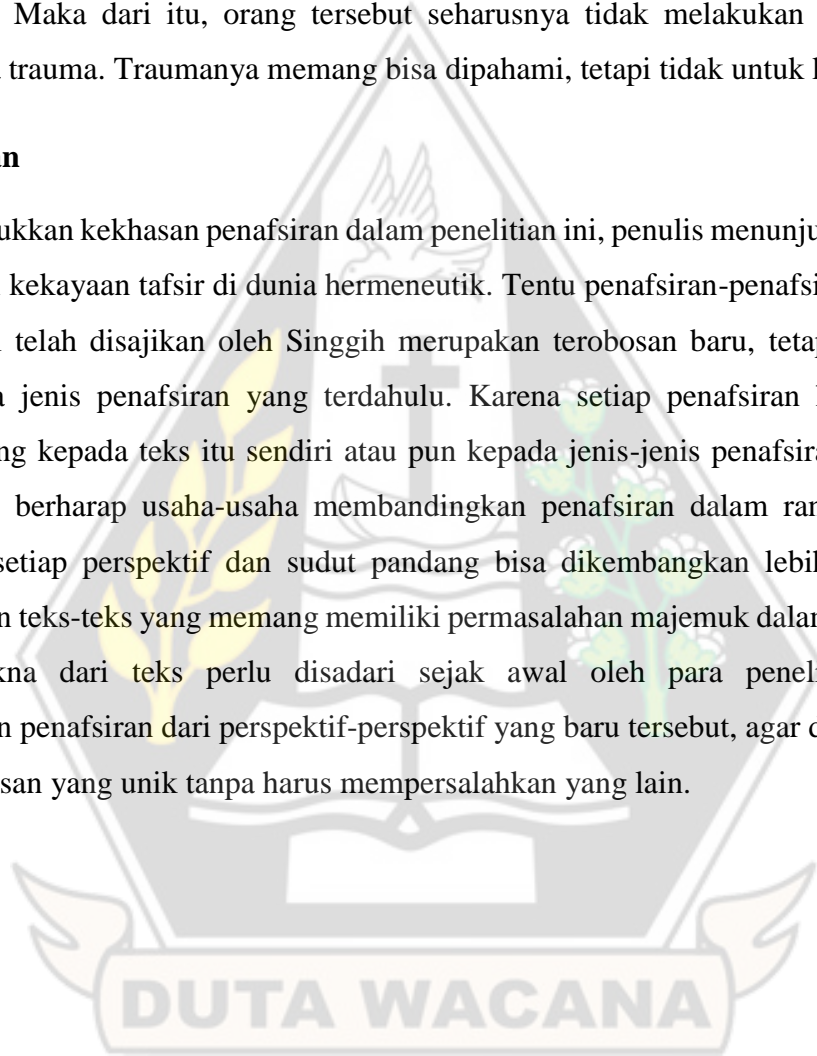 Maka dari itu, orang tersebut seharusnya tidak melakukan
trauma. Traumanya memang bisa dipahami, tetapi tidak untuk
an
ukkan kekhasan penafsiran dalam penelitian ini, penulis menunju
kekayaan tafsir di dunia hermeneutik. Tentu penafsiran-penafsi
telah disajikan oleh Singgih merupakan terobosan baru, tetap
a jenis penafsiran yang terdahulu. Karena setiap penafsiran
ng kepada teks itu sendiri atau pun kepada jenis-jenis penafsira
berharap usaha-usaha membandingkan penafsiran dalam ran
setiap perspektif dan sudut pandang bisa dikembangkan lebih
n teks-teks yang memang memiliki permasalahan majemuk dalam
kna dari teks perlu disadari sejak awal oleh para peneli
n penafsiran dari perspektif-perspektif yang baru tersebut, agar d
san yang unik tanpa harus mempersalahkan yang lain.
DUTA WACANA